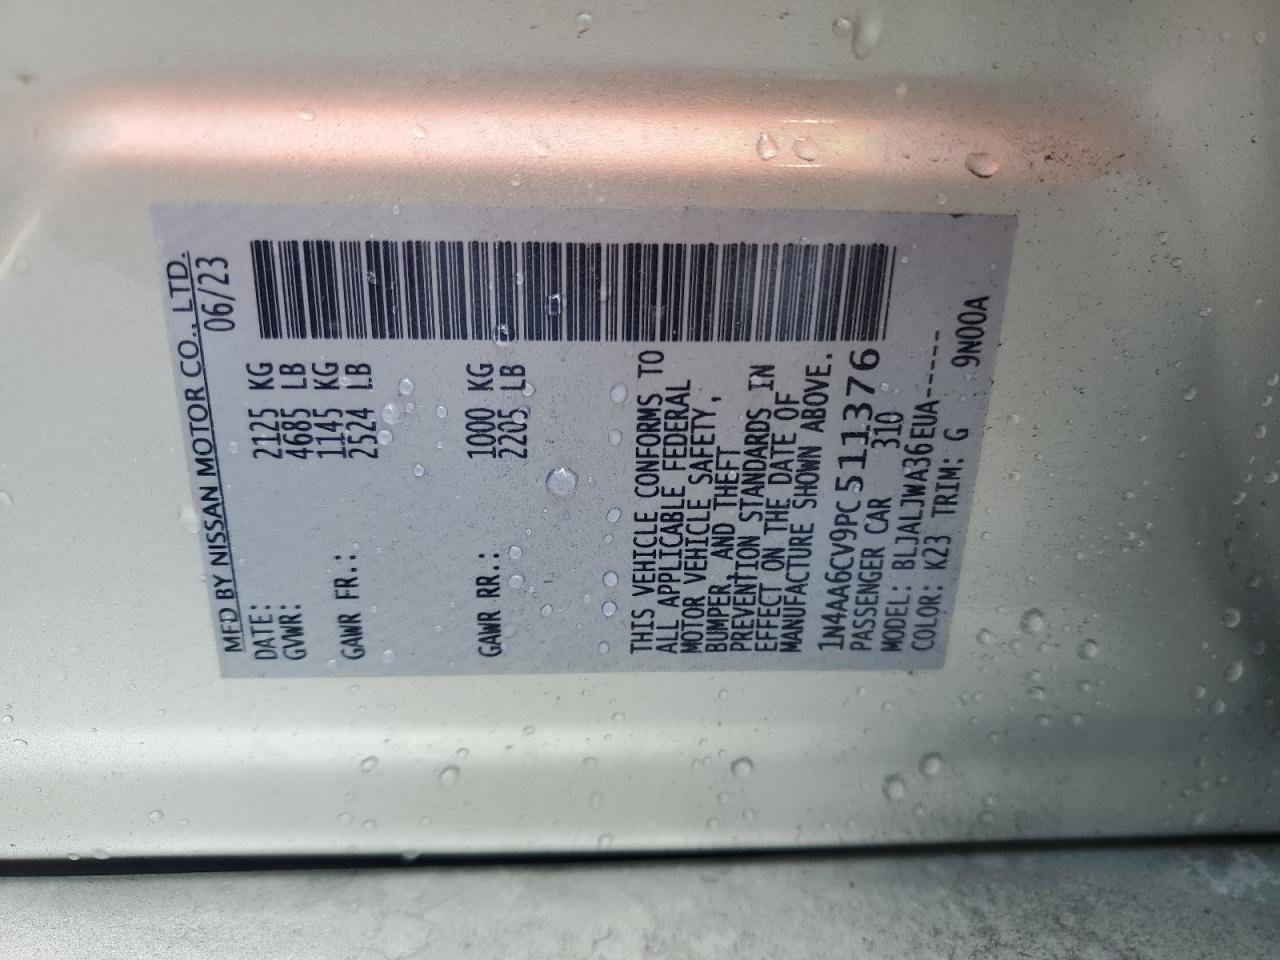 MFD BY NISSAN MOTOR CO., LTD.
DATE: 06/23
GVWR: 2125 KG
4685 LB
GAWR FR.: 1145 KG
2524 LB
GAWR RR.: 1000 KG
2205 LB
THIS VEHICLE CONFORMS TO
ALL APPLICABLE FEDERAL
MOTOR VEHICLE SAFETY,
BUMPER, AND THEFT
PREVENTION STANDARDS IN
EFFECT ON THE DATE OF
MANUFACTURE SHOWN ABOVE.
1N4AA6CV9PC511376
PASSENGER CAR 310
MODEL: BLJALJWA36EUA-----
COLOR: K23 TRIM: G 9N00A